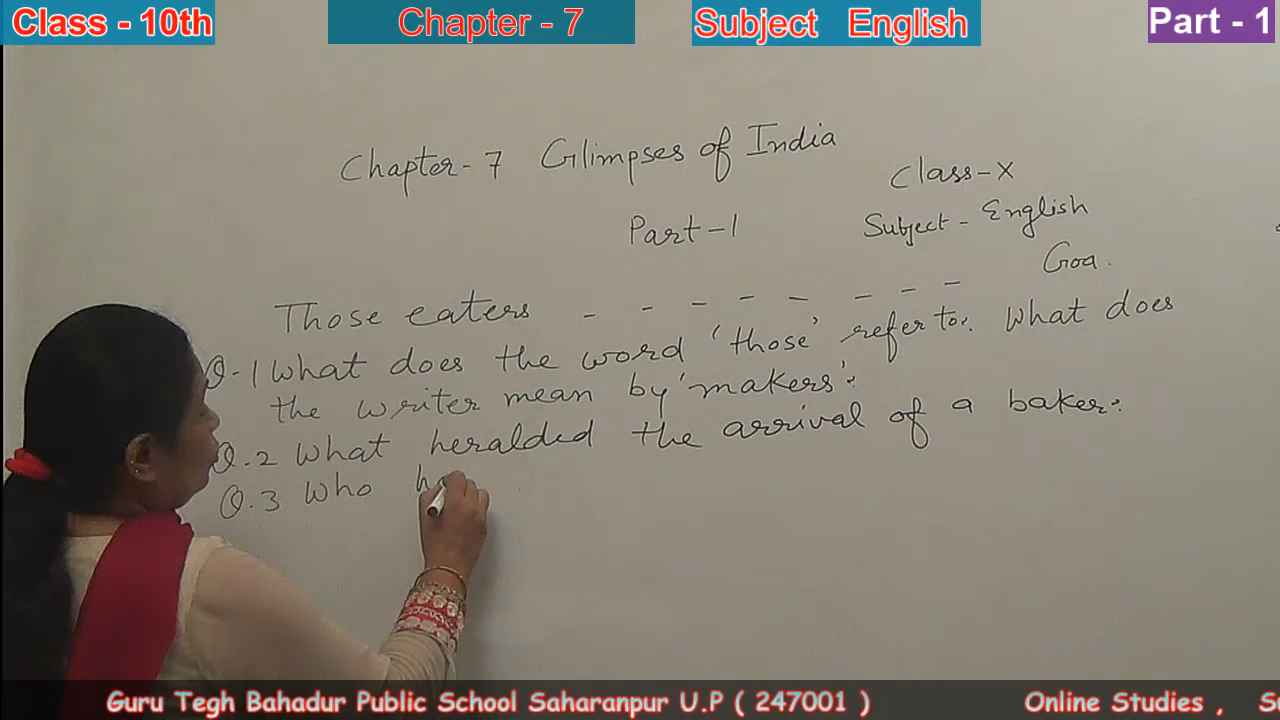 Class - 10th
Chapter - 7
Subject English
Part - 1
Chapter-7 Glimpses of India
Class-X
Part-1
Subject - English
Those eaters - - - - - - - - Goa.
Q.1 What does the word 'those' refer to? What does
the writer mean by 'makers'?
Q.2 What heralded the arrival of a baker?
Q.3 Who
Guru Tegh Bahadur Public School Saharanpur U.P ( 247001 ) Online Studies ,